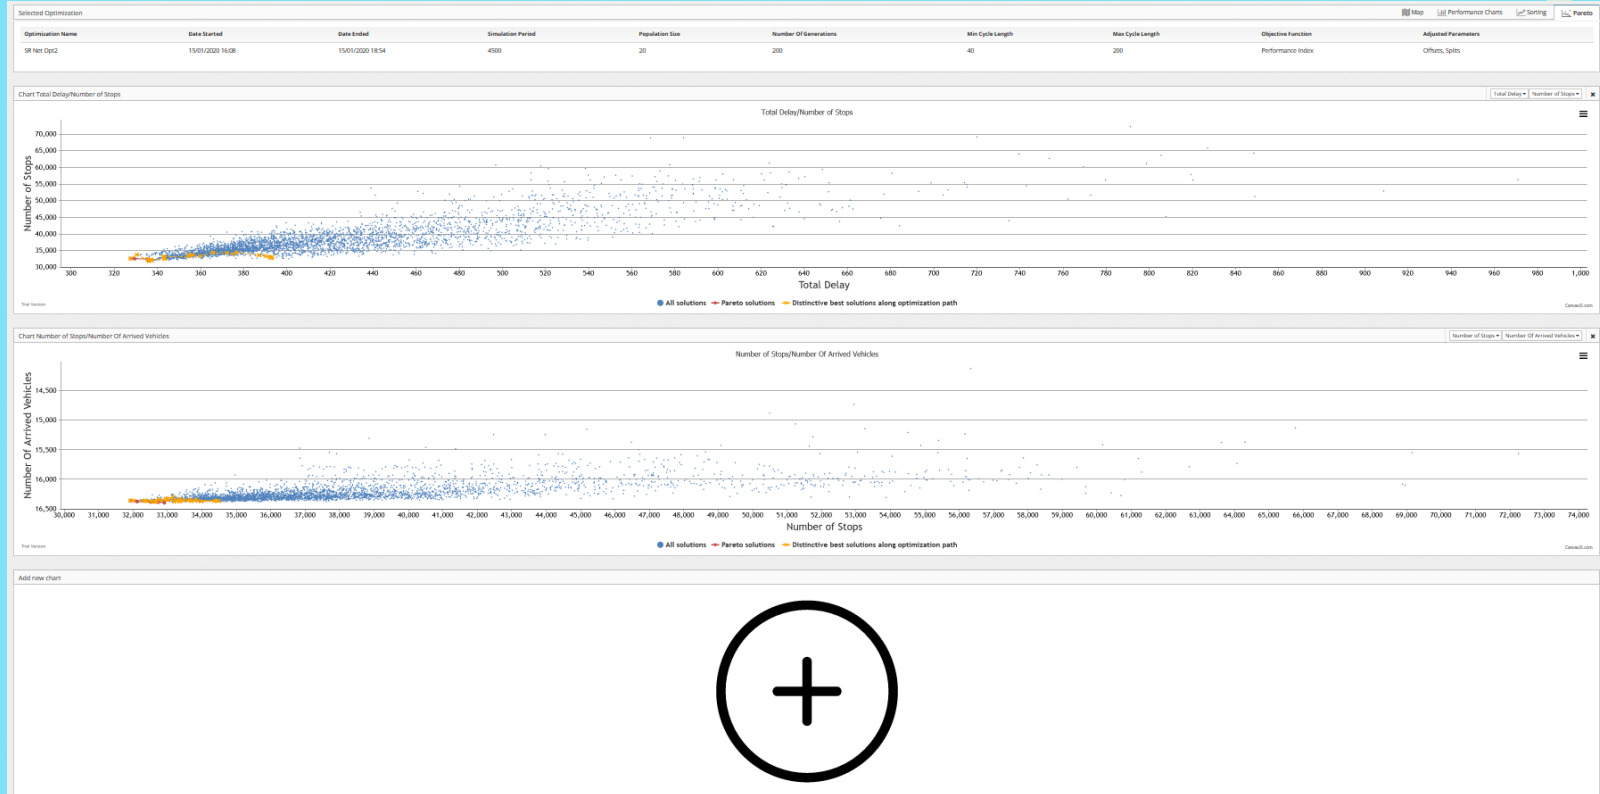 Selected Optimization
Map Performance Charts Sorting Pareto
Optimisation Name Date Started Date Ended Simulation Period Population Size Number Of Generations Min Cycle Length Max Cycle Length Objective Function Adjusted Parameters
SR Net Opt2 15/01/2020 16:08 15/01/2020 18:54 4500 20 200 40 200 Performance Index Offsets, Splits
Chart Total Delay/Number of Stops
Total Delay Number of Stops
Total Delay/Number of Stops
Number of Stops
70,000
65,000
60,000
55,000
50,000
45,000
40,000
35,000
30,000
300 320 340 360 380 400 420 440 460 480 500 520 540 560 580 600 620 640 660 680 700 720 740 760 780 800 820 840 860 880 900 920 940 960 980 1,000
Total Delay
All solutions Pareto solutions Distinctive best solutions along optimization path
Trial Version
CanvasJS.com
Chart Number of Stops/Number Of Arrived Vehicles
Number of Stops Number Of Arrived Vehicles
Number of Stops/Number Of Arrived Vehicles
Number Of Arrived Vehicles
14,500
15,000
15,500
16,000
16,500
30,000 31,000 32,000 33,000 34,000 35,000 36,000 37,000 38,000 39,000 40,000 41,000 42,000 43,000 44,000 45,000 46,000 47,000 48,000 49,000 50,000 51,000 52,000 53,000 54,000 55,000 56,000 57,000 58,000 59,000 60,000 61,000 62,000 63,000 64,000 65,000 66,000 67,000 68,000 69,000 70,000 71,000 72,000 73,000 74,000
Number of Stops
All solutions Pareto solutions Distinctive best solutions along optimization path
Trial Version
CanvasJS.com
Add new chart